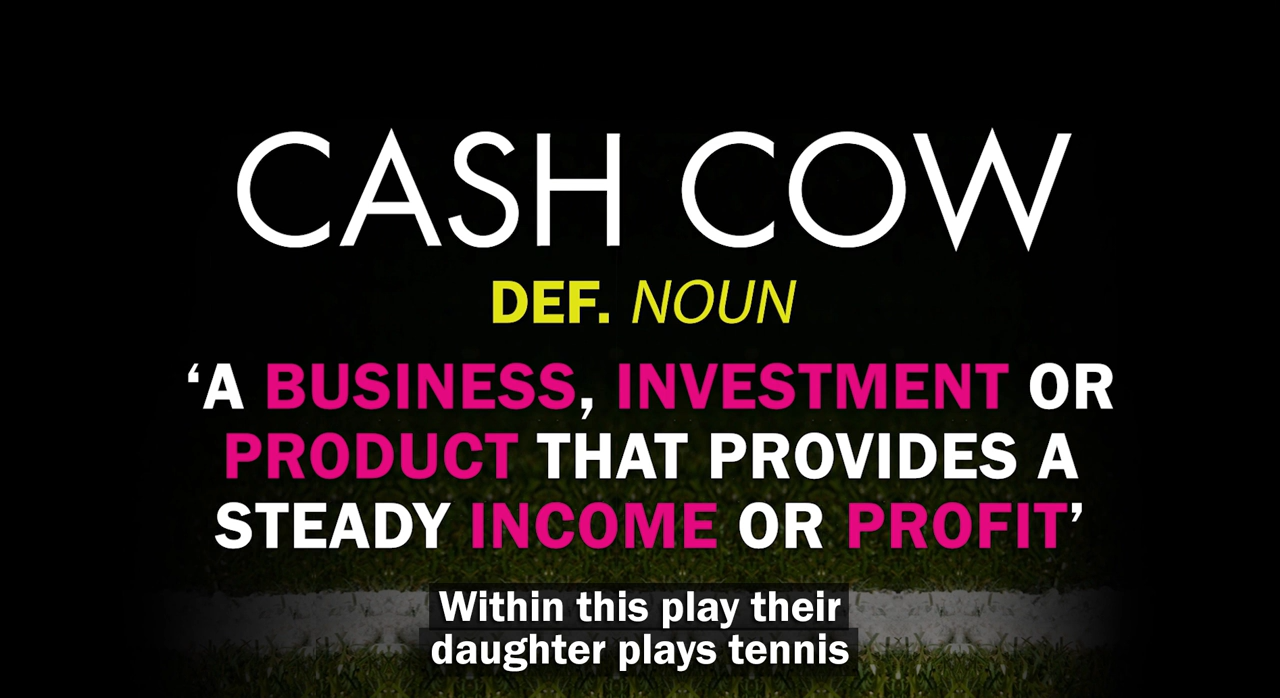 CASH COW
DEF. NOUN
‘A BUSINESS, INVESTMENT OR
PRODUCT THAT PROVIDES A
STEADY INCOME OR PROFIT’
Within this play their
daughter plays tennis